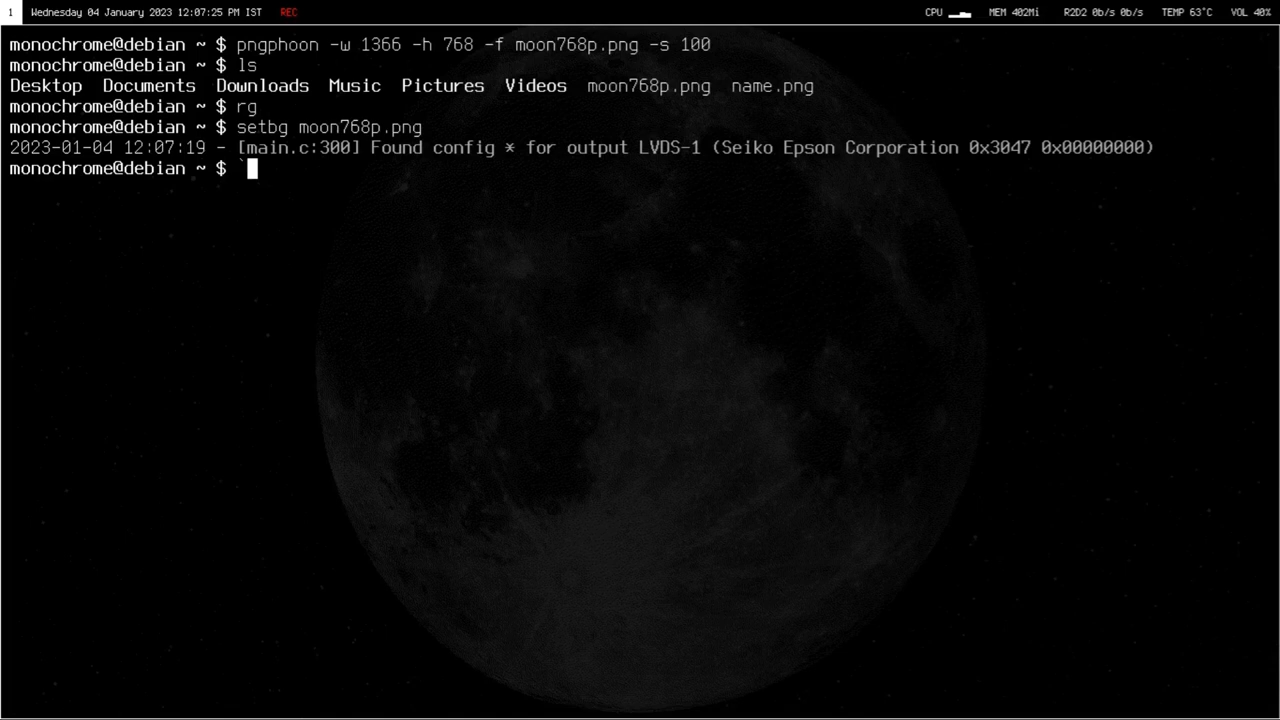 1 Wednesday 04 January 2023 12:07:25 PM IST REC CPU MEM 402Mi R2D2 0b/s 0b/s TEMP 63°C VOL 40%
monochrome@debian ~ $ pngphoon -w 1366 -h 768 -f moon768p.png -s 100
monochrome@debian ~ $ ls
Desktop Documents Downloads Music Pictures Videos moon768p.png name.png
monochrome@debian ~ $ rg
monochrome@debian ~ $ setbg moon768p.png
2023-01-04 12:07:19 - [main.c:300] Found config * for output LVDS-1 (Seiko Epson Corporation 0x3047 0x00000000)
monochrome@debian ~ $ `